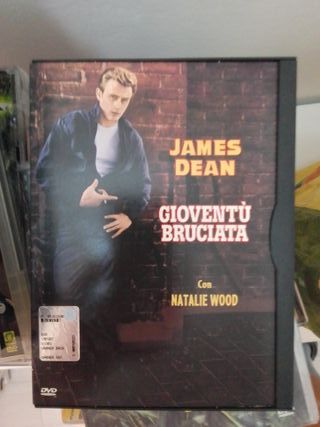 JAMES
DEAN
GIOVENTÙ
BRUCIATA
Con
NATALIE WOOD
DVD